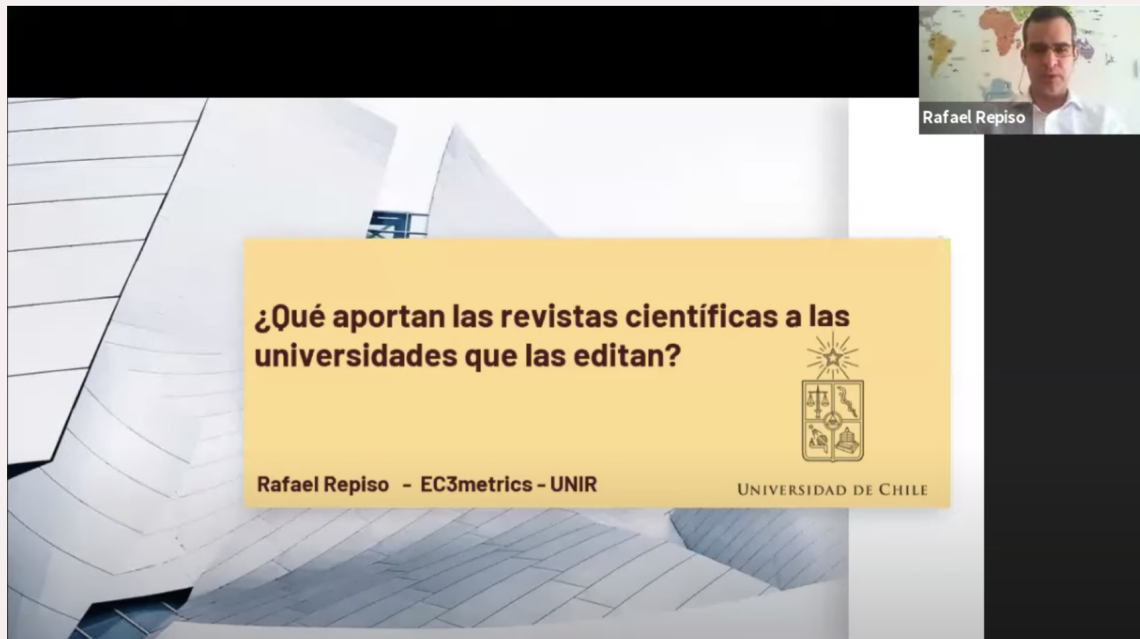 Rafael Repiso
¿Qué aportan las revistas científicas a las
universidades que las editan?
Rafael Repiso - EC3metrics - UNIR
UNIVERSIDAD DE CHILE